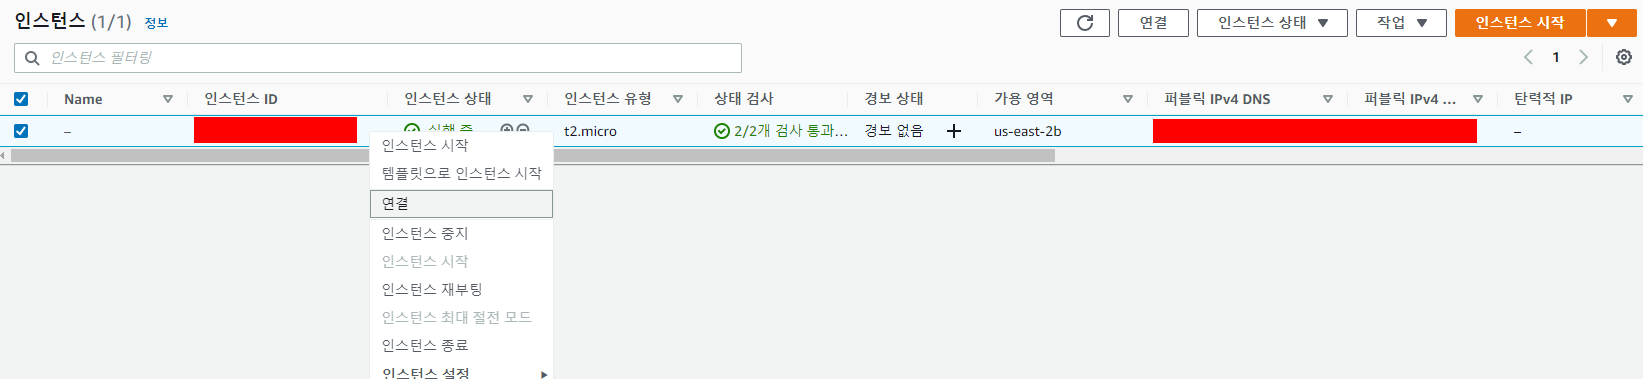 인스턴스 (1/1) 정보
연결 인스턴스 상태 작업 인스턴스 시작
인스턴스 필터링
1
Name 인스턴스 ID 인스턴스 상태 인스턴스 유형 상태 검사 경보 상태 가용 영역 퍼블릭 IPv4 DNS 퍼블릭 IPv4 ... 탄력적 IP
– 실행 중 t2.micro 2/2개 검사 통과... 경보 없음 us-east-2b –
인스턴스 시작
템플릿으로 인스턴스 시작
연결
인스턴스 중지
인스턴스 시작
인스턴스 재부팅
인스턴스 최대 절전 모드
인스턴스 종료
인스턴스 설정